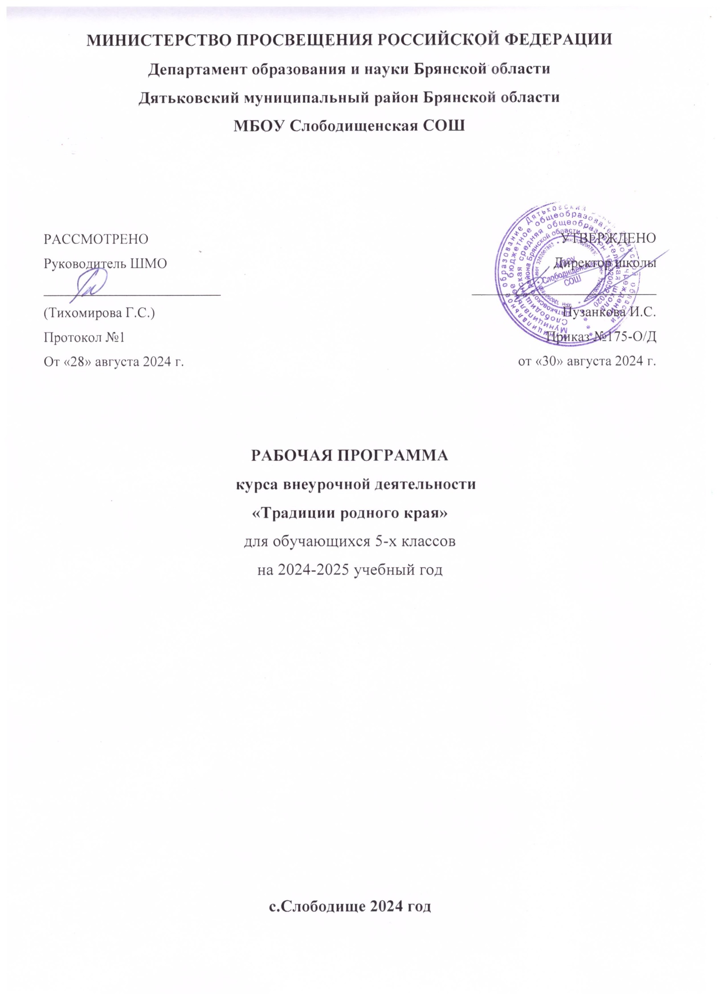 МИНИСТЕРСТВО ПРОСВЕЩЕНИЯ РОССИЙСКОЙ ФЕДЕРАЦИИ
Департамент образования и науки Брянской области
Дятьковский муниципальный район Брянской области
МБОУ Слободищенская СОШ
РАССМОТРЕНО
Руководитель ШМО
(Тихомирова Г.С.)
Протокол №1
От «28» августа 2024 г.
УТВЕРЖДЕНО
Директор школы
Пузанкова И.С.
Приказ №175-О/Д
от «30» августа 2024 г.
МБОУ
Слободищенская
СОШ
РАБОЧАЯ ПРОГРАММА
курса внеурочной деятельности
«Традиции родного края»
для обучающихся 5-х классов
на 2024-2025 учебный год
с.Слободище 2024 год